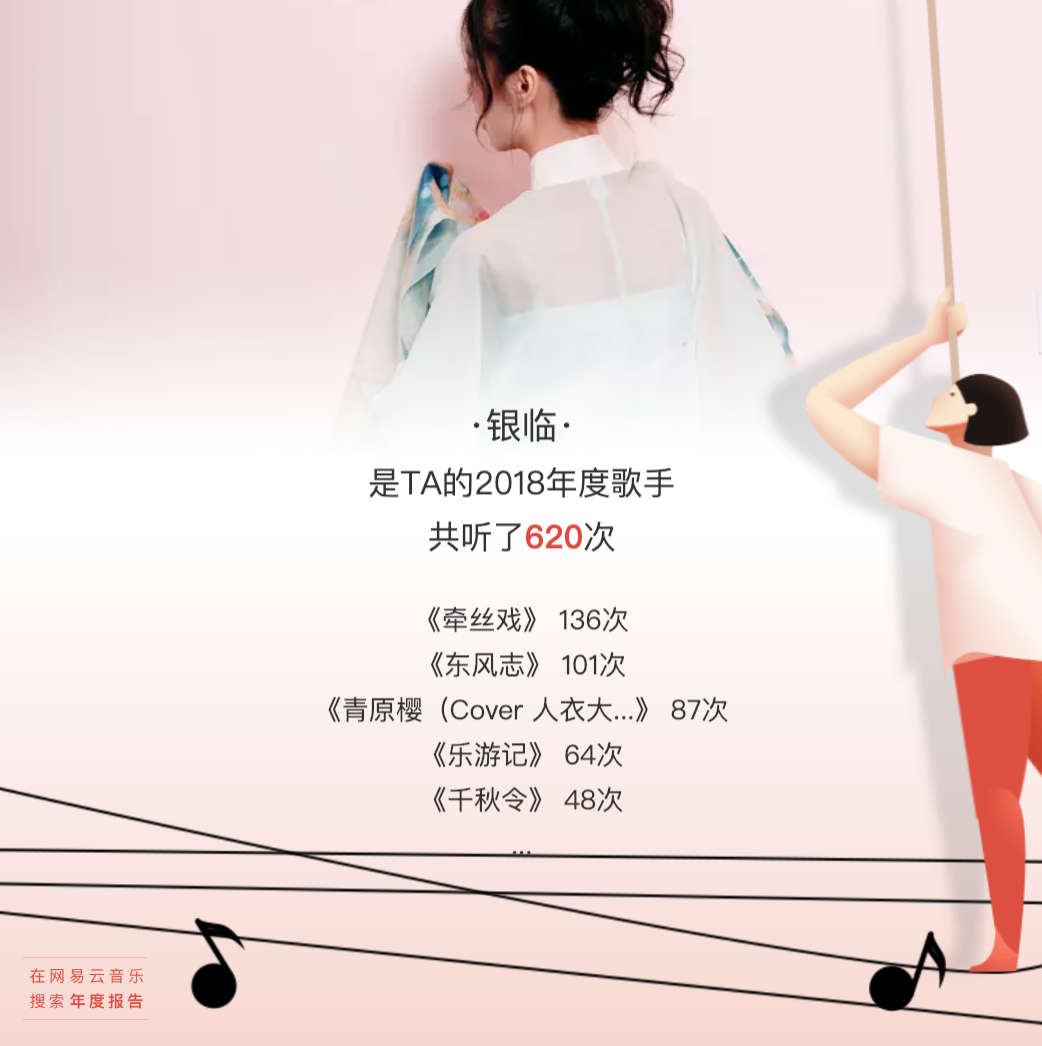 ·银临·
是TA的2018年度歌手
共听了620次
《牵丝戏》 136次
《东风志》 101次
《青原樱（Cover 人衣大...》 87次
《乐游记》 64次
《千秋令》 48次
...
在网易云音乐
搜索年度报告